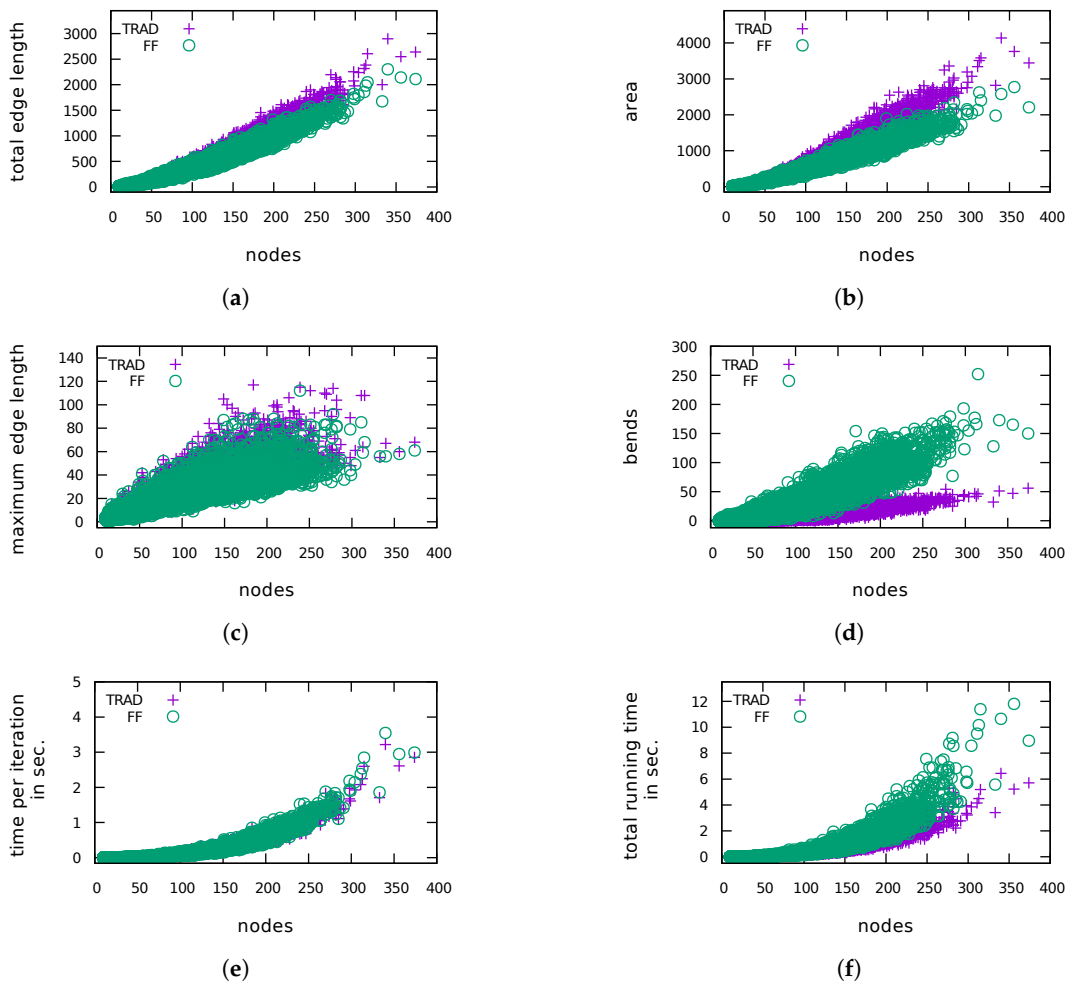 total edge length
3000
2500
2000
1500
1000
500
0
TRAD
FF
0 50 100 150 200 250 300 350 400
nodes
(a)
area
4000
3000
2000
1000
0
TRAD
FF
0 50 100 150 200 250 300 350 400
nodes
(b)
maximum edge length
140
120
100
80
60
40
20
0
TRAD
FF
0 50 100 150 200 250 300 350 400
nodes
(c)
bends
300
250
200
150
100
50
0
TRAD
FF
0 50 100 150 200 250 300 350 400
nodes
(d)
time per iteration
in sec.
5
4
3
2
1
0
TRAD
FF
0 50 100 150 200 250 300 350 400
nodes
(e)
total running time
in sec.
12
10
8
6
4
2
0
TRAD
FF
0 50 100 150 200 250 300 350 400
nodes
(f)